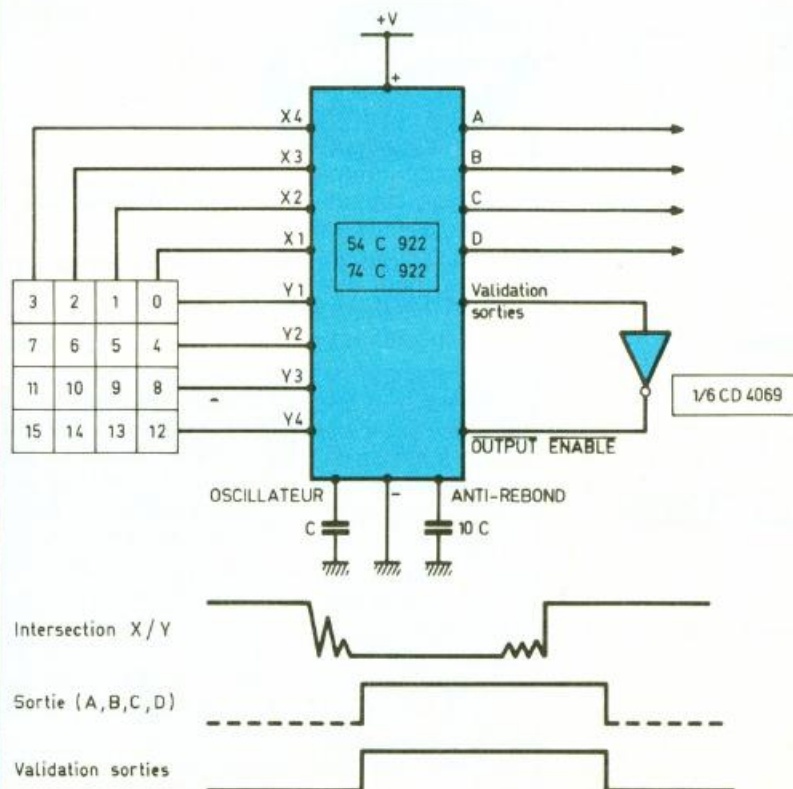 +V
+
X4
A
X3
B
X2
C
X1
D
54 C 922
74 C 922
Y1
Validation
sorties
3 2 1 0
Y2
7 6 5 4
Y3
11 10 9 8
-
1/6 CD 4069
15 14 13 12
Y4
OUTPUT ENABLE
OSCILLATEUR
-
ANTI-REBOND
C
10 C
Intersection X/Y
Sortie (A,B,C,D)
Validation sorties